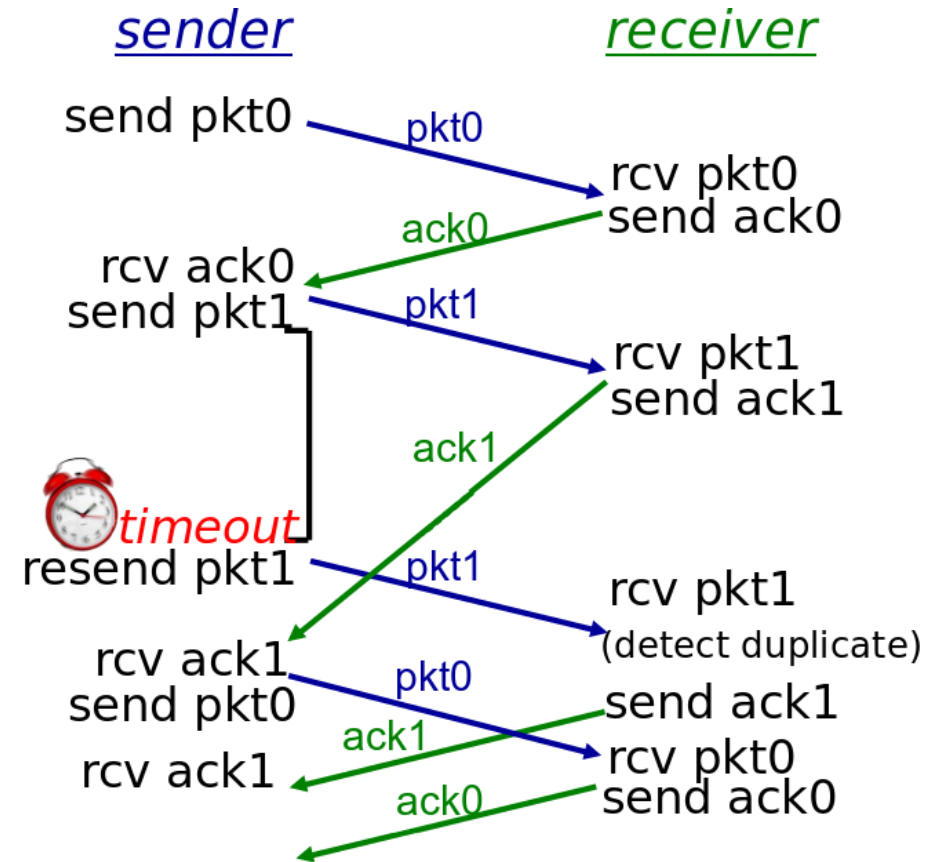 sender receiver
send pkt0
pkt0
rcv pkt0
send ack0
ack0
rcv ack0
send pkt1
pkt1
rcv pkt1
send ack1
ack1
timeout
resend pkt1
pkt1
rcv pkt1
(detect duplicate)
rcv ack1
send pkt0
pkt0
send ack1
ack1
rcv ack1
rcv pkt0
send ack0
ack0